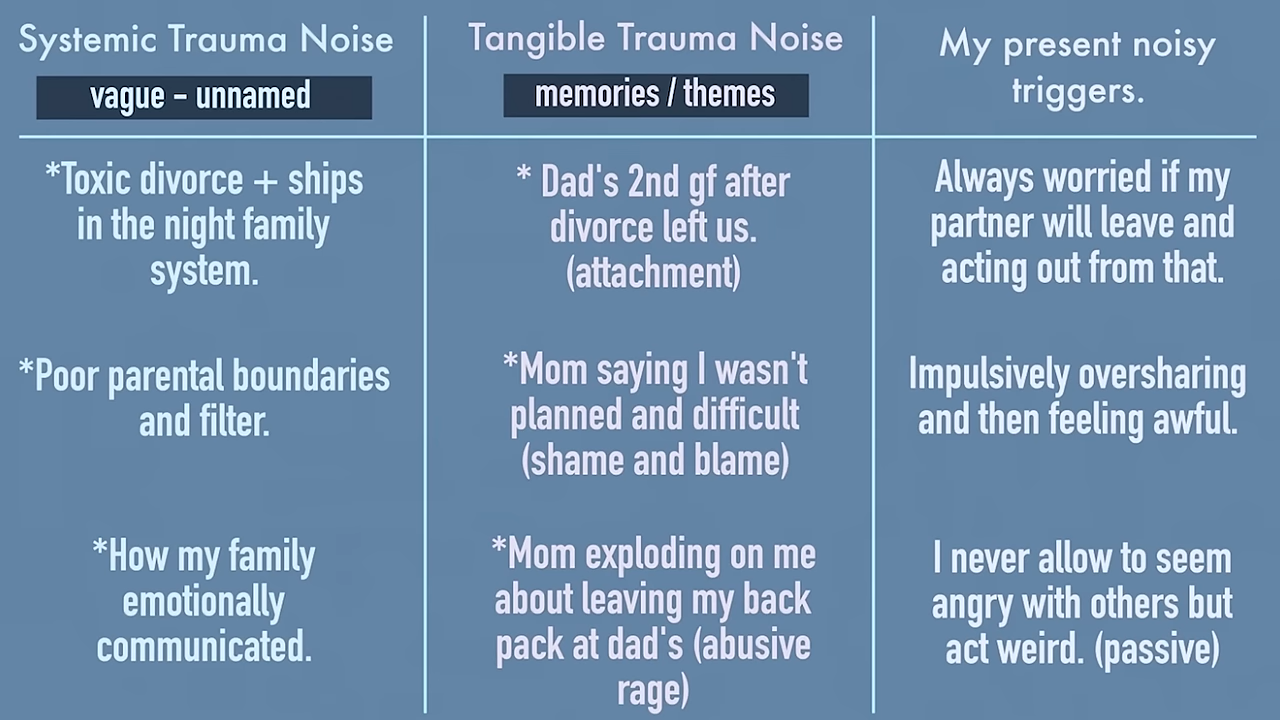 Systemic Trauma Noise
vague - unnamed
*Toxic divorce + ships
in the night family
system.
*Poor parental boundaries
and filter.
*How my family
emotionally
communicated.
Tangible Trauma Noise
memories / themes
* Dad's 2nd gf after
divorce left us.
(attachment)
*Mom saying I wasn't
planned and difficult
(shame and blame)
*Mom exploding on me
about leaving my back
pack at dad's (abusive
rage)
My present noisy
triggers.
Always worried if my
partner will leave and
acting out from that.
Impulsively oversharing
and then feeling awful.
I never allow to seem
angry with others but
act weird. (passive)